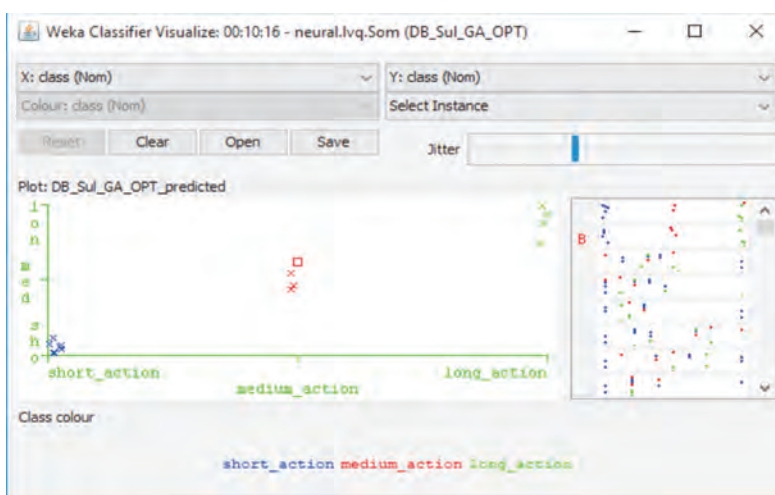 Weka Classifier Visualize: 00:10:16 - neural.lvq.Som (DB_Sul_GA_OPT)
X: class (Nom) Y: class (Nom)
Colour: class (Nom) Select Instance
Reset Clear Open Save Jitter
Plot: DB_Sul_GA_OPT_predicted
l
o
n
m
e
d
s
h
o
B
short_action long_action
medium_action
Class colour
short_action medium_action long_action